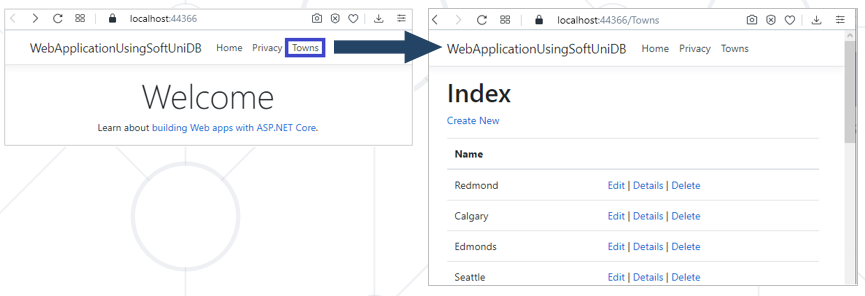 localhost:44366
WebApplicationUsingSoftUniDB Home Privacy Towns
Welcome
Learn about building Web apps with ASP.NET Core.
localhost:44366/Towns
WebApplicationUsingSoftUniDB Home Privacy Towns
Index
Create New
Name
Redmond Edit | Details | Delete
Calgary Edit | Details | Delete
Edmonds Edit | Details | Delete
Seattle Edit | Details | Delete